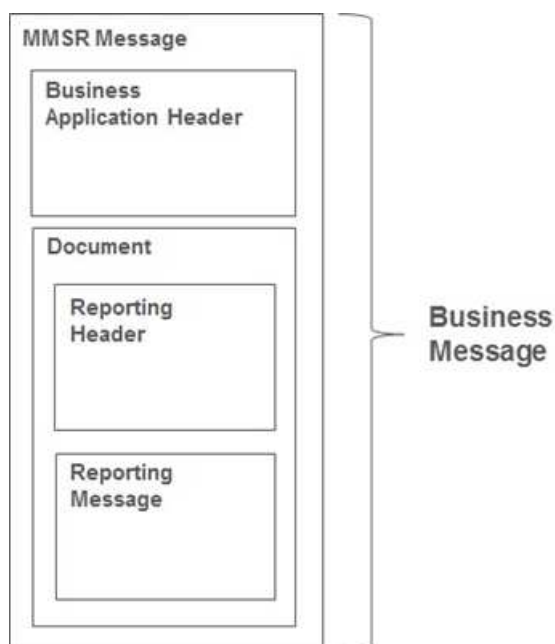 MMSR Message
Business
Application Header
Document
Reporting
Header
Reporting
Message
Business
Message